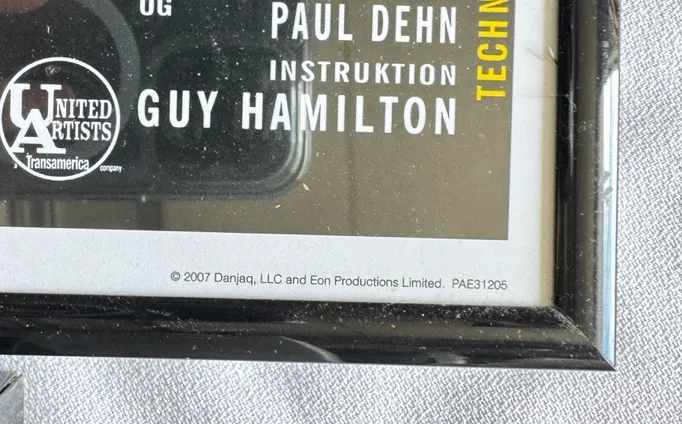 OG
PAUL DEHN
INSTRUKTION
GUY HAMILTON
TECHN
UNITED
ARTISTS
Transamerica
company
© 2007 Danjaq, LLC and Eon Productions Limited. PAE31205